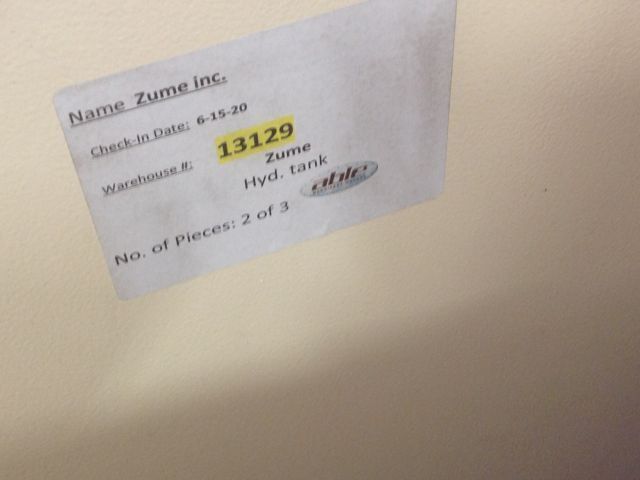 Name Zume inc.
Check-In Date: 6-15-20
Warehouse #: 13129
Zume
Hyd. tank
able
No. of Pieces: 2 of 3